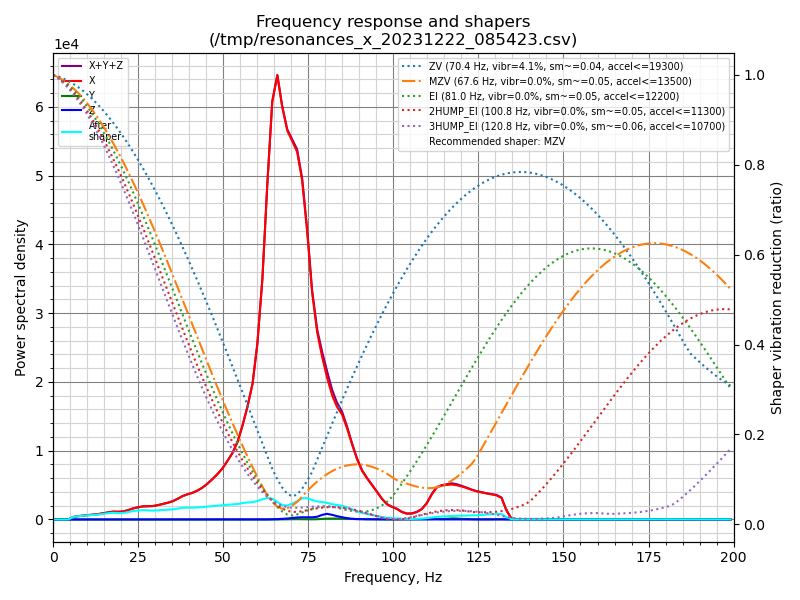 Frequency response and shapers
(/tmp/resonances_x_20231222_085423.csv)
1e4
X+Y+Z
X
Y
Z
After
shaper
ZV (70.4 Hz, vibr=4.1%, sm~=0.04, accel<=19300)
MZV (67.6 Hz, vibr=0.0%, sm~=0.05, accel<=13500)
EI (81.0 Hz, vibr=0.0%, sm~=0.05, accel<=12200)
2HUMP_EI (100.8 Hz, vibr=0.0%, sm~=0.05, accel<=11300)
3HUMP_EI (120.8 Hz, vibr=0.0%, sm~=0.06, accel<=10700)
Recommended shaper: MZV
Power spectral density
6
5
4
3
2
1
0
1.0
0.8
0.6
0.4
0.2
0.0
Shaper vibration reduction (ratio)
0 25 50 75 100 125 150 175 200
Frequency, Hz